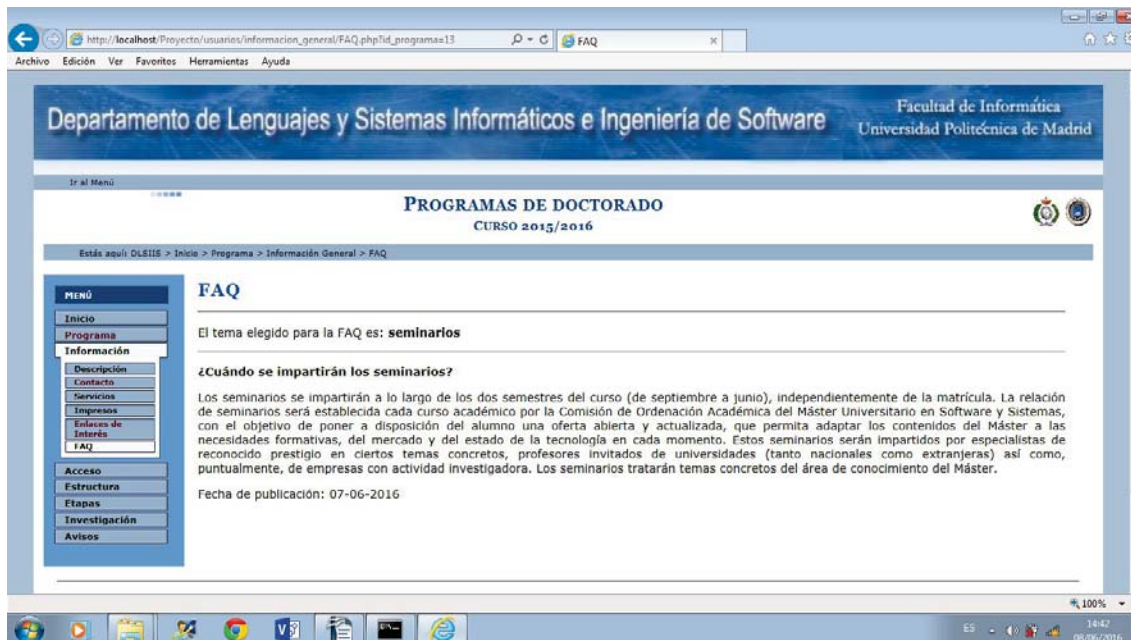 http://localhost/Proyecto/usuarios/informacion_general/FAQ.php?id_programa=13
FAQ
Archivo Edición Ver Favoritos Herramientas Ayuda
Departamento de Lenguajes y Sistemas Informáticos e Ingeniería de Software
Facultad de Informática
Universidad Politécnica de Madrid
Ir al Menú
PROGRAMAS DE DOCTORADO
CURSO 2015/2016
Estás aquí: DLSIIS > Inicio > Programa > Información General > FAQ
MENÚ
Inicio
Programa
Información
Descripción
Contacto
Servicios
Impresos
Enlaces de
Interés
FAQ
Acceso
Estructura
Etapas
Investigación
Avisos
FAQ
El tema elegido para la FAQ es: seminarios
¿Cuándo se impartirán los seminarios?
Los seminarios se impartirán a lo largo de los dos semestres del curso (de septiembre a junio), independientemente de la matrícula. La relación
de seminarios será establecida cada curso académico por la Comisión de Ordenación Académica del Máster Universitario en Software y Sistemas,
con el objetivo de poner a disposición del alumno una oferta abierta y actualizada, que permita adaptar los contenidos del Máster a las
necesidades formativas, del mercado y del estado de la tecnología en cada momento. Estos seminarios serán impartidos por especialistas de
reconocido prestigio en ciertos temas concretos, profesores invitados de universidades (tanto nacionales como extranjeras) así como,
puntualmente, de empresas con actividad investigadora. Los seminarios tratarán temas concretos del área de conocimiento del Máster.
Fecha de publicación: 07-06-2016
100%
ES
14:42
08/06/2016